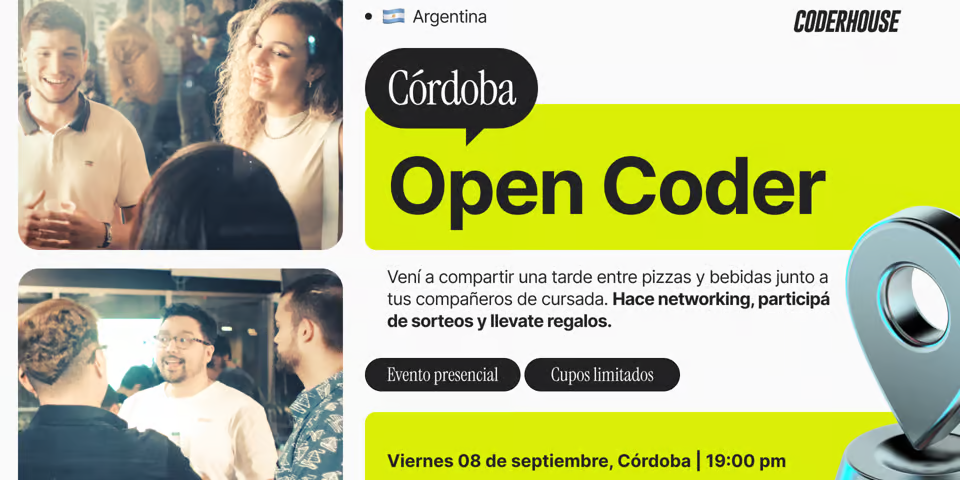 Argentina
CODERHOUSE
Córdoba
Open Coder
Vení a compartir una tarde entre pizzas y bebidas junto a
tus compañeros de cursada. Hace networking, participá
de sorteos y llevate regalos.
Evento presencial
Cupos limitados
Viernes 08 de septiembre, Córdoba | 19:00 pm